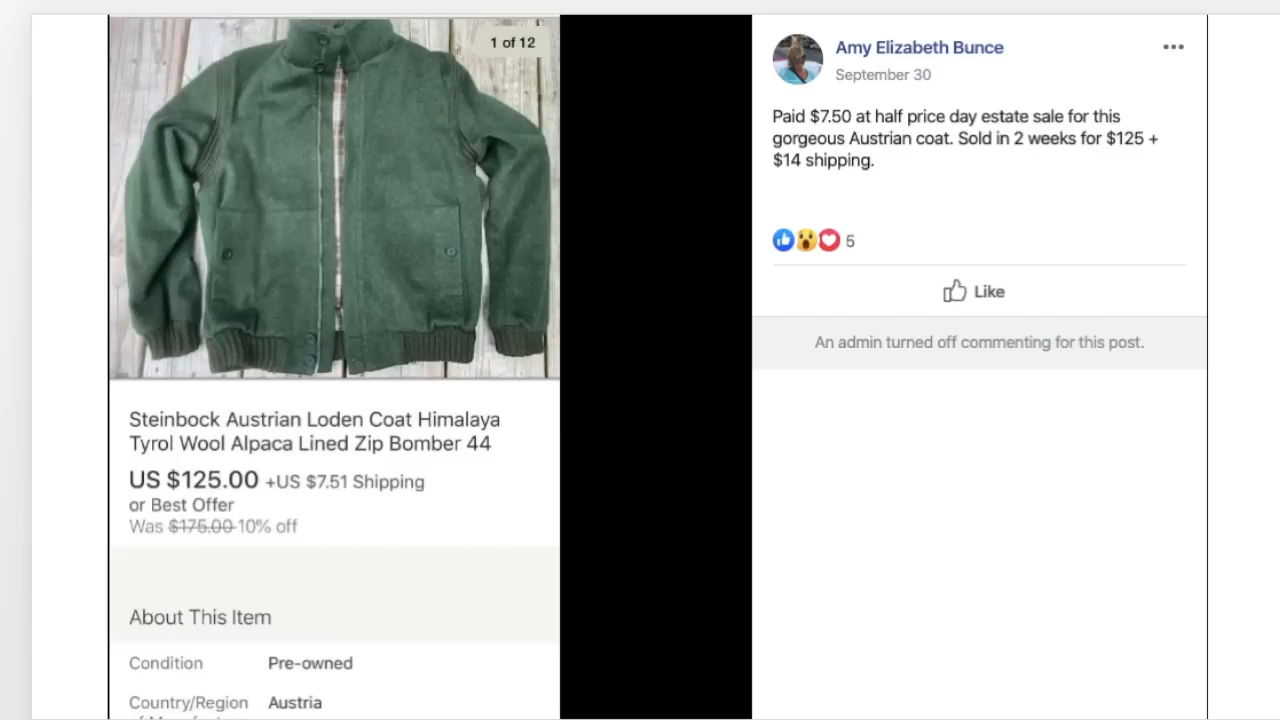 1 of 12
Steinbock Austrian Loden Coat Himalaya
Tyrol Wool Alpaca Lined Zip Bomber 44
US $125.00 +US $7.51 Shipping
or Best Offer
Was $175.00 10% off
About This Item
Condition Pre-owned
Country/Region Austria
Amy Elizabeth Bunce
September 30
Paid $7.50 at half price day estate sale for this
gorgeous Austrian coat. Sold in 2 weeks for $125 +
$14 shipping.
5
Like
An admin turned off commenting for this post.